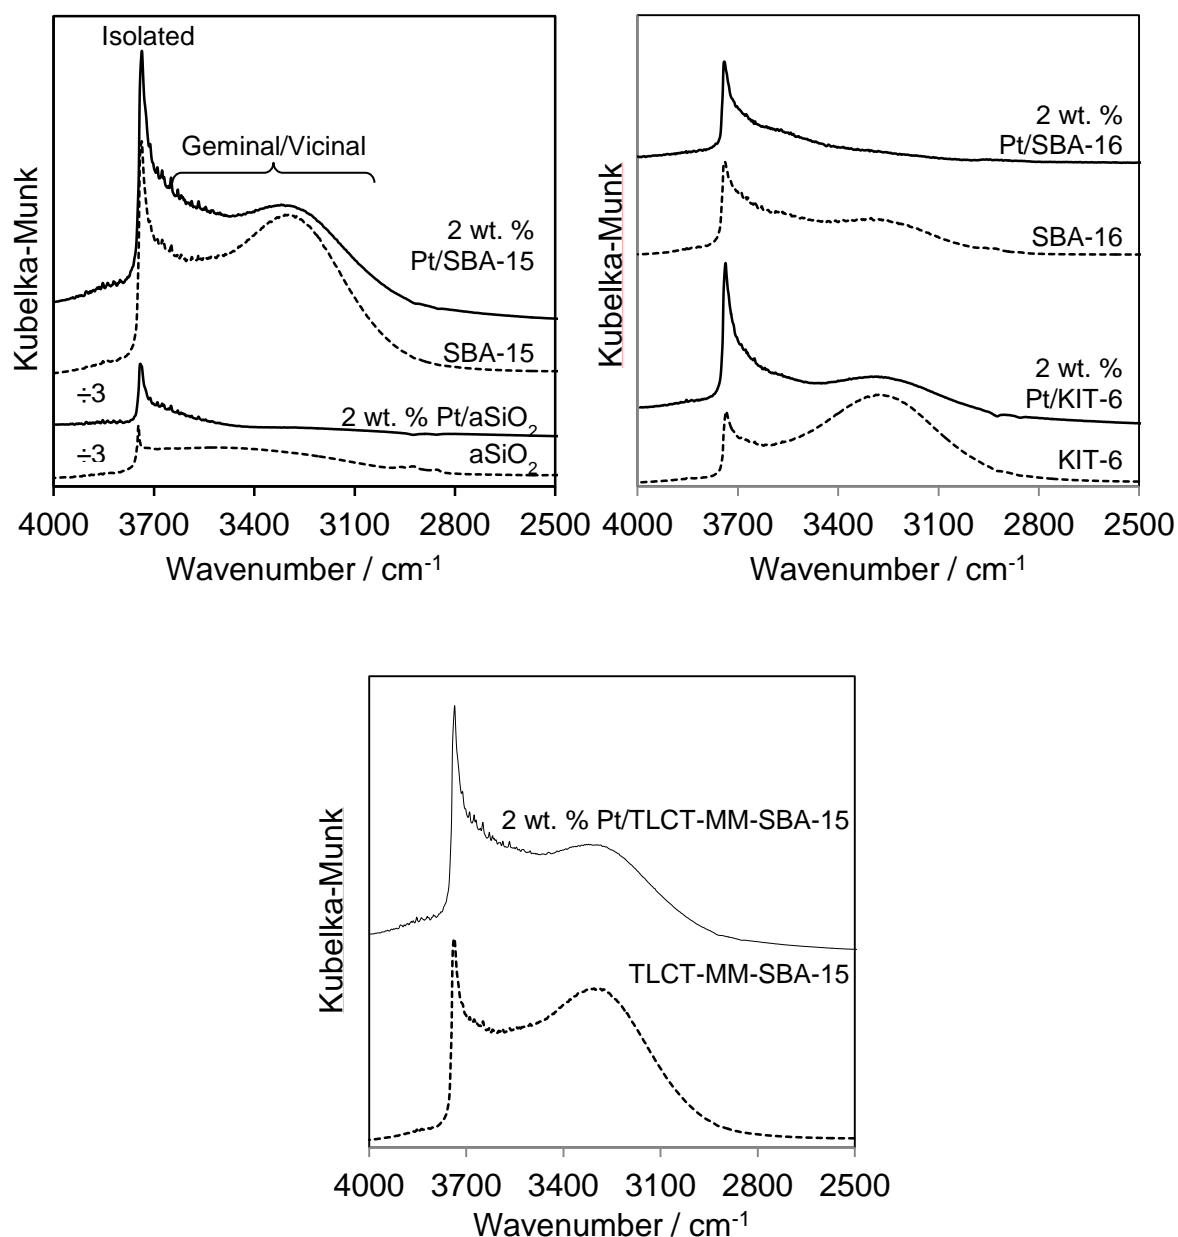 Isolated
Geminal/Vicinal
2 wt. %
Pt/SBA-15
SBA-15
÷3
2 wt. % Pt/aSiO2
÷3
aSiO2
Kubelka-Munk
4000 3700 3400 3100 2800 2500
Wavenumber / cm-1
2 wt. %
Pt/SBA-16
SBA-16
2 wt. %
Pt/KIT-6
KIT-6
Kubelka-Munk
4000 3700 3400 3100 2800 2500
Wavenumber / cm-1
2 wt. % Pt/TLCT-MM-SBA-15
TLCT-MM-SBA-15
Kubelka-Munk
4000 3700 3400 3100 2800 2500
Wavenumber / cm-1